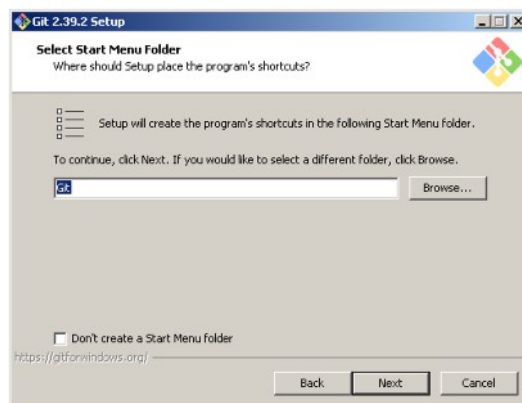 Git 2.39.2 Setup
Select Start Menu Folder
Where should Setup place the program's shortcuts?
Setup will create the program's shortcuts in the following Start Menu folder.
To continue, click Next. If you would like to select a different folder, click Browse.
Git
Browse...
Don't create a Start Menu folder
https://gitforwindows.org/
Back
Next
Cancel